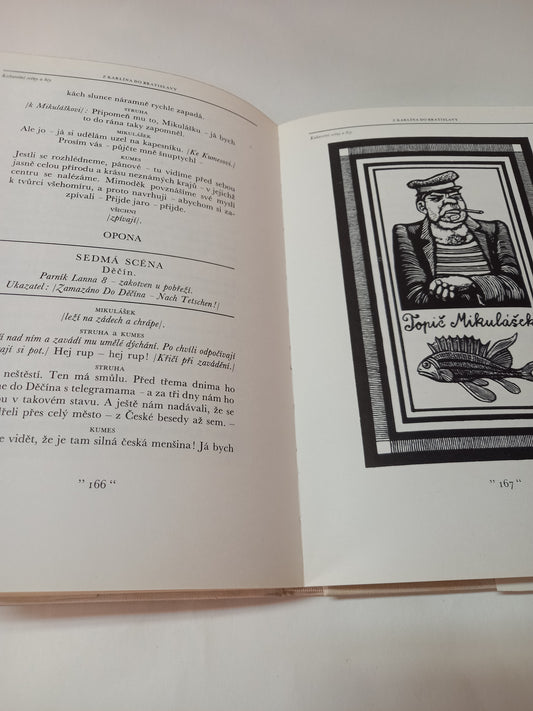 Kabaretní scény a hry
Z KARLÍNA DO BRATISLAVY
kách slunce náramně rychle zapadá.
STRUHA
/k Mikuláškovi/: Připomeň mu to, Mikulášku - já bych
to do rána taky zapomněl.
MIKULÁŠEK
Ale jo - já si udělám uzel na kapesníku. /Ke Kumesovi./
Prosím vás - půjčte mně šnuptychl -
KUMES
Jestli se rozhlédneme, pánové - tu vidíme před sebou
jasně celou přírodu a krásu neznámých krajů - v jejichž
centru se nalézáme. Mimoděk povznášíme své mysli
k tvůrci všehomíru, a proto navrhuji - abychom si za-
zpívali - Přijde jaro - přijde.
VŠICHNI
/zpívají/.
OPONA
SEDMÁ SCÉNA
Děčín.
Parník Lanna 8 - zakotven u pobřeží.
Ukazatel: /Zamazáno Do Děčína - Nach Tetschen!/
MIKULÁŠEK
/leží na zádech a chrápe/.
STRUHA A KUMES
í nad ním a zavádí mu umělé dýchání. Po chvíli odpočívají
ají si pot./ Hej rup - hej rup! /Křičí při zavádění./
STRUHA
neštěstí. Ten má smůlu. Před třema dnima ho
ne do Děčína s telegramama - a za tři dny nám ho
u v takovém stavu. A ještě nám nadávali, že se
dřeli přes celý město - z České besedy až sem. -
KUMES
e vidět, že je tam silná česká menšina! Já bych
" 166 "
Kabaretní scény a hry
Z KARLÍNA DO BRATISLAVY
Topič Mikulášek
" 167 "